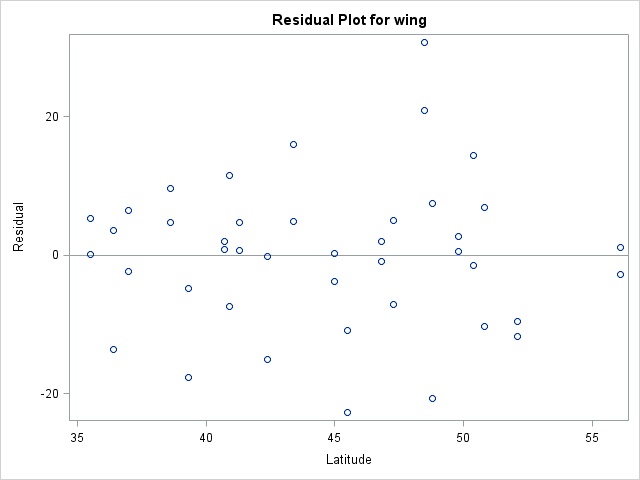 Residual Plot for wing
20
0
-20
Residual
35 40 45 50 55
Latitude